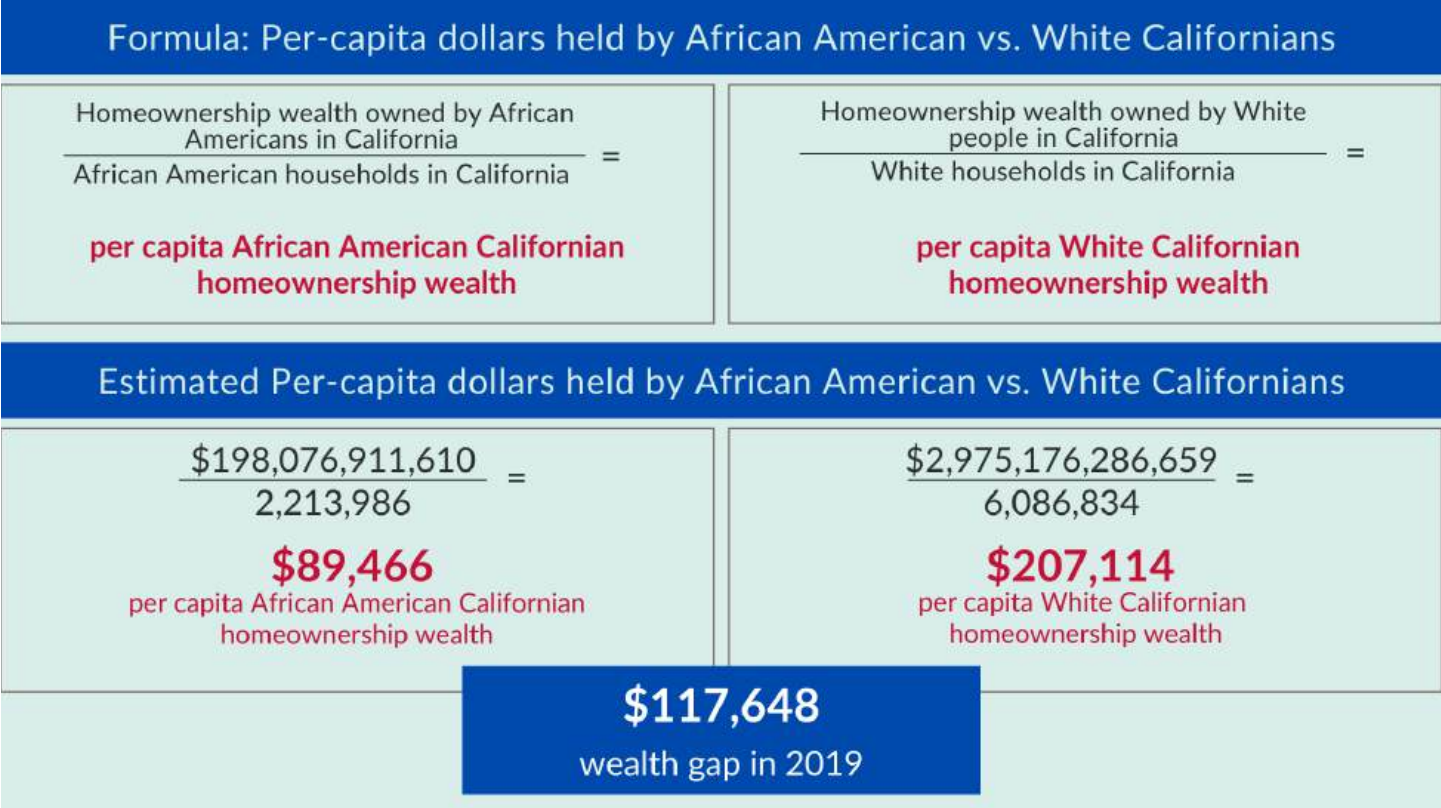 Formula: Per-capita dollars held by African American vs. White Californians
Homeownership wealth owned by African
Americans in California
=
African American households in California
per capita African American Californian
homeownership wealth
Homeownership wealth owned by White
people in California
=
White households in California
per capita White Californian
homeownership wealth
Estimated Per-capita dollars held by African American vs. White Californians
$198,076,911,610
=
2,213,986
$89,466
per capita African American Californian
homeownership wealth
$2,975,176,286,659
=
6,086,834
$207,114
per capita White Californian
homeownership wealth
$117,648
wealth gap in 2019